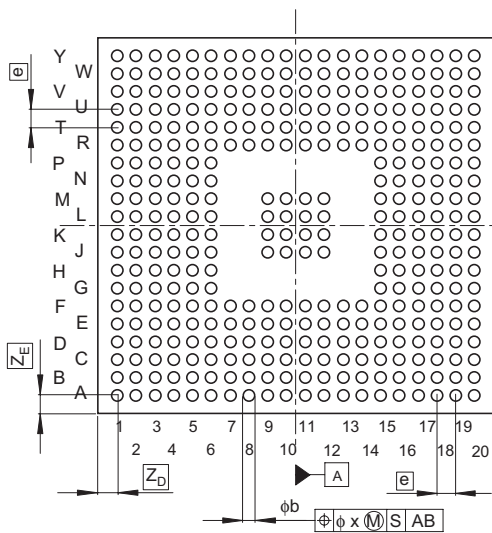 Y
W
V
U
T
R
P
N
M
L
K
J
H
G
F
E
D
C
B
A
e
ZE
1 3 5 7 9 11 13 15 17 19
2 4 6 8 10 12 14 16 18 20
ZD
A
e
ϕb
⌖ ϕ x Ⓜ S AB